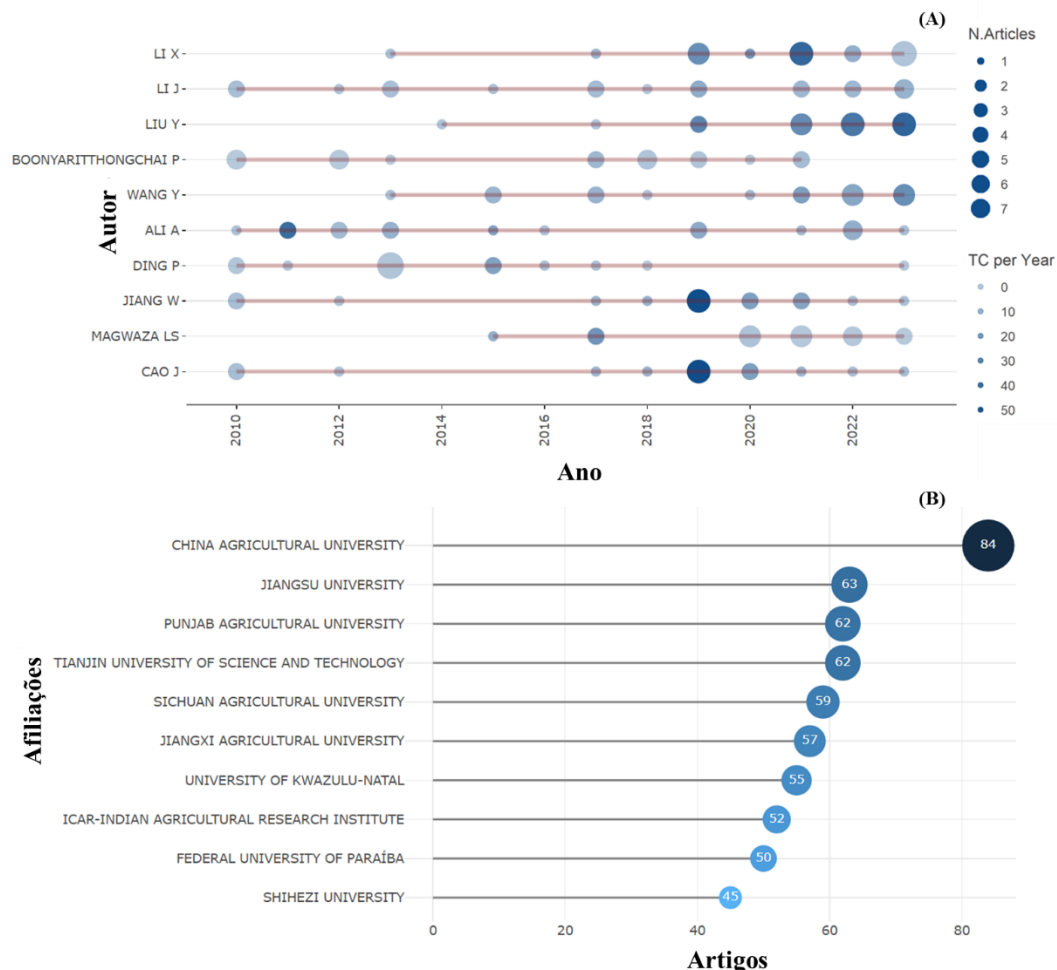 (A)
N.Articles
1
2
3
4
5
6
7
TC per Year
0
10
20
30
40
50
Autor
LI X
LI J
LIU Y
BOONYARITTHONGCHAI P
WANG Y
ALI A
DING P
JIANG W
MAGWAZA LS
CAO J
2010
2012
2014
2016
2018
2020
2022
Ano
(B)
Afiliações
CHINA AGRICULTURAL UNIVERSITY 84
JIANGSU UNIVERSITY 63
PUNJAB AGRICULTURAL UNIVERSITY 62
TIANJIN UNIVERSITY OF SCIENCE AND TECHNOLOGY 62
SICHUAN AGRICULTURAL UNIVERSITY 59
JIANGXI AGRICULTURAL UNIVERSITY 57
UNIVERSITY OF KWAZULU-NATAL 55
ICAR-INDIAN AGRICULTURAL RESEARCH INSTITUTE 52
FEDERAL UNIVERSITY OF PARAÍBA 50
SHIHEZI UNIVERSITY 45
0 20 40 60 80
Artigos